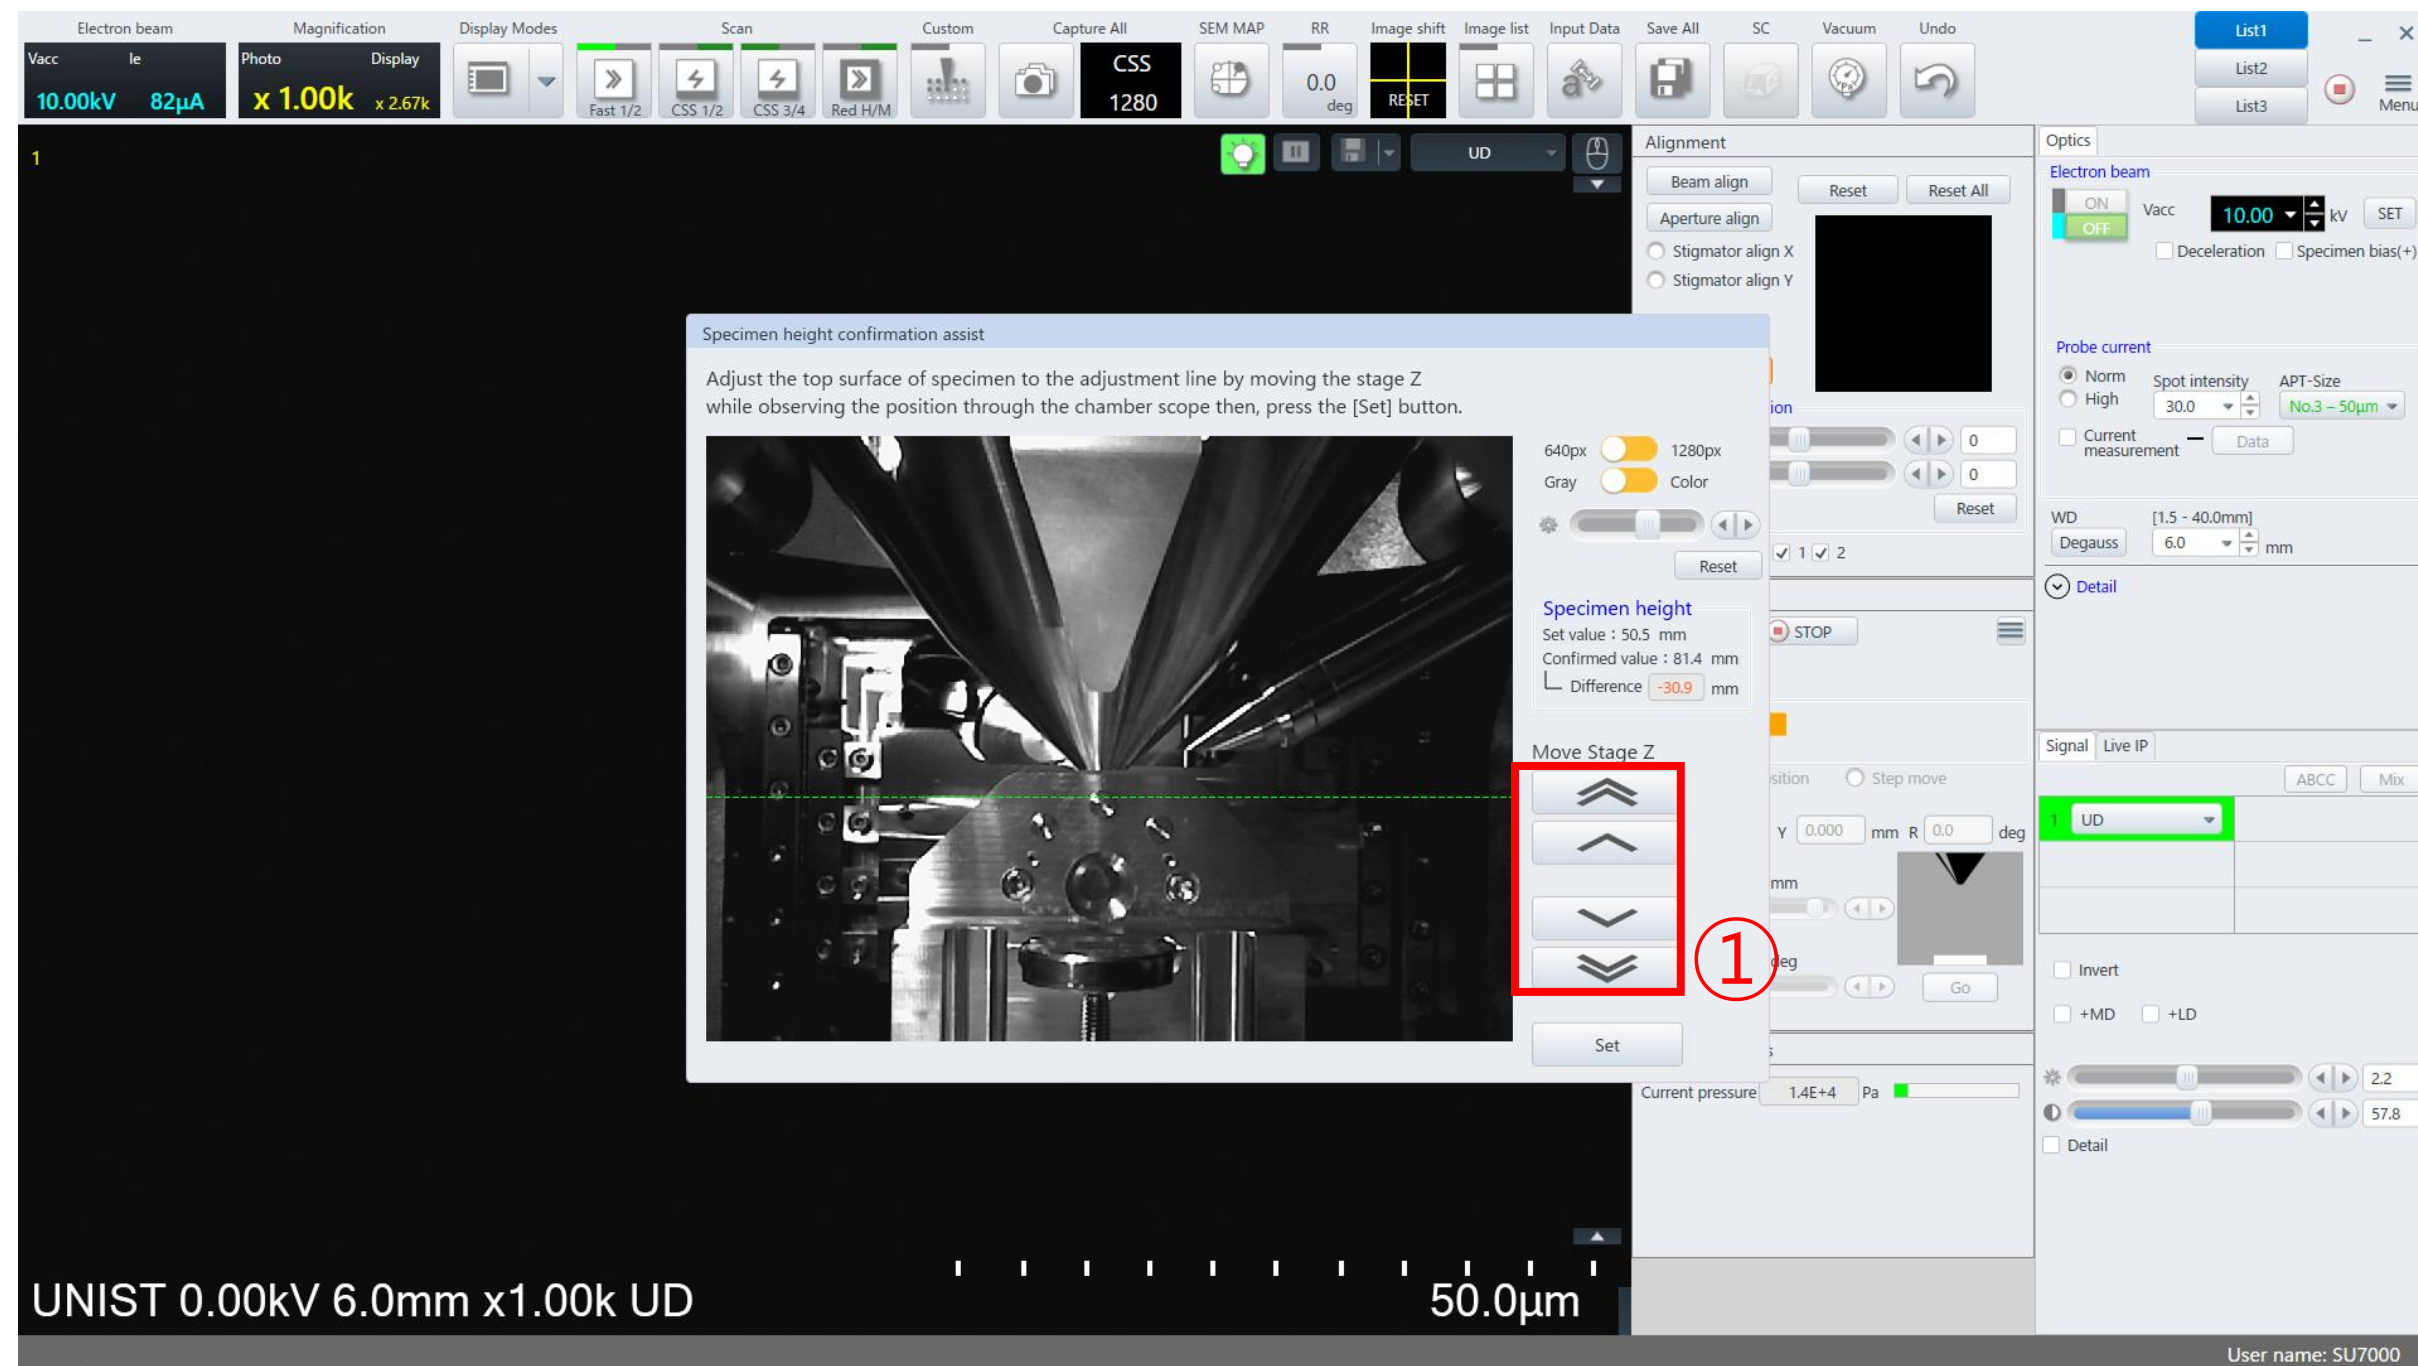 Electron beam
Magnification
Display Modes
Scan
Custom
Capture All
SEM MAP
RR
Image shift
Image list
Input Data
Save All
SC
Vacuum
Undo
Vacc Ie
10.00kV 82µA
Photo Display
x 1.00k x 2.67k
Fast 1/2
CSS 1/2
CSS 3/4
Red H/M
CSS
1280
0.0
deg
RESET
List1
List2
List3
Menu
1
UD
Alignment
Beam align
Reset
Reset All
Aperture align
Stigmator align X
Stigmator align Y
ion
0
0
Reset
1 2
STOP
sition
Step move
Y 0.000 mm R 0.0 deg
mm
deg
Go
Current pressure 1.4E+4 Pa
Specimen height confirmation assist
Adjust the top surface of specimen to the adjustment line by moving the stage Z
while observing the position through the chamber scope then, press the [Set] button.
640px 1280px
Gray Color
Reset
Specimen height
Set value : 50.5 mm
Confirmed value : 81.4 mm
Difference -30.9 mm
Move Stage Z
1
Set
Optics
Electron beam
ON
OFF
Vacc 10.00 kV SET
Deceleration Specimen bias(+)
Probe current
Norm
High
Spot intensity
30.0
APT-Size
No.3 – 50µm
Current
measurement
Data
WD [1.5 - 40.0mm]
Degauss 6.0 mm
Detail
Signal Live IP
ABCC Mix
1 UD
Invert
+MD +LD
2.2
57.8
Detail
UNIST 0.00kV 6.0mm x1.00k UD
50.0µm
User name: SU7000